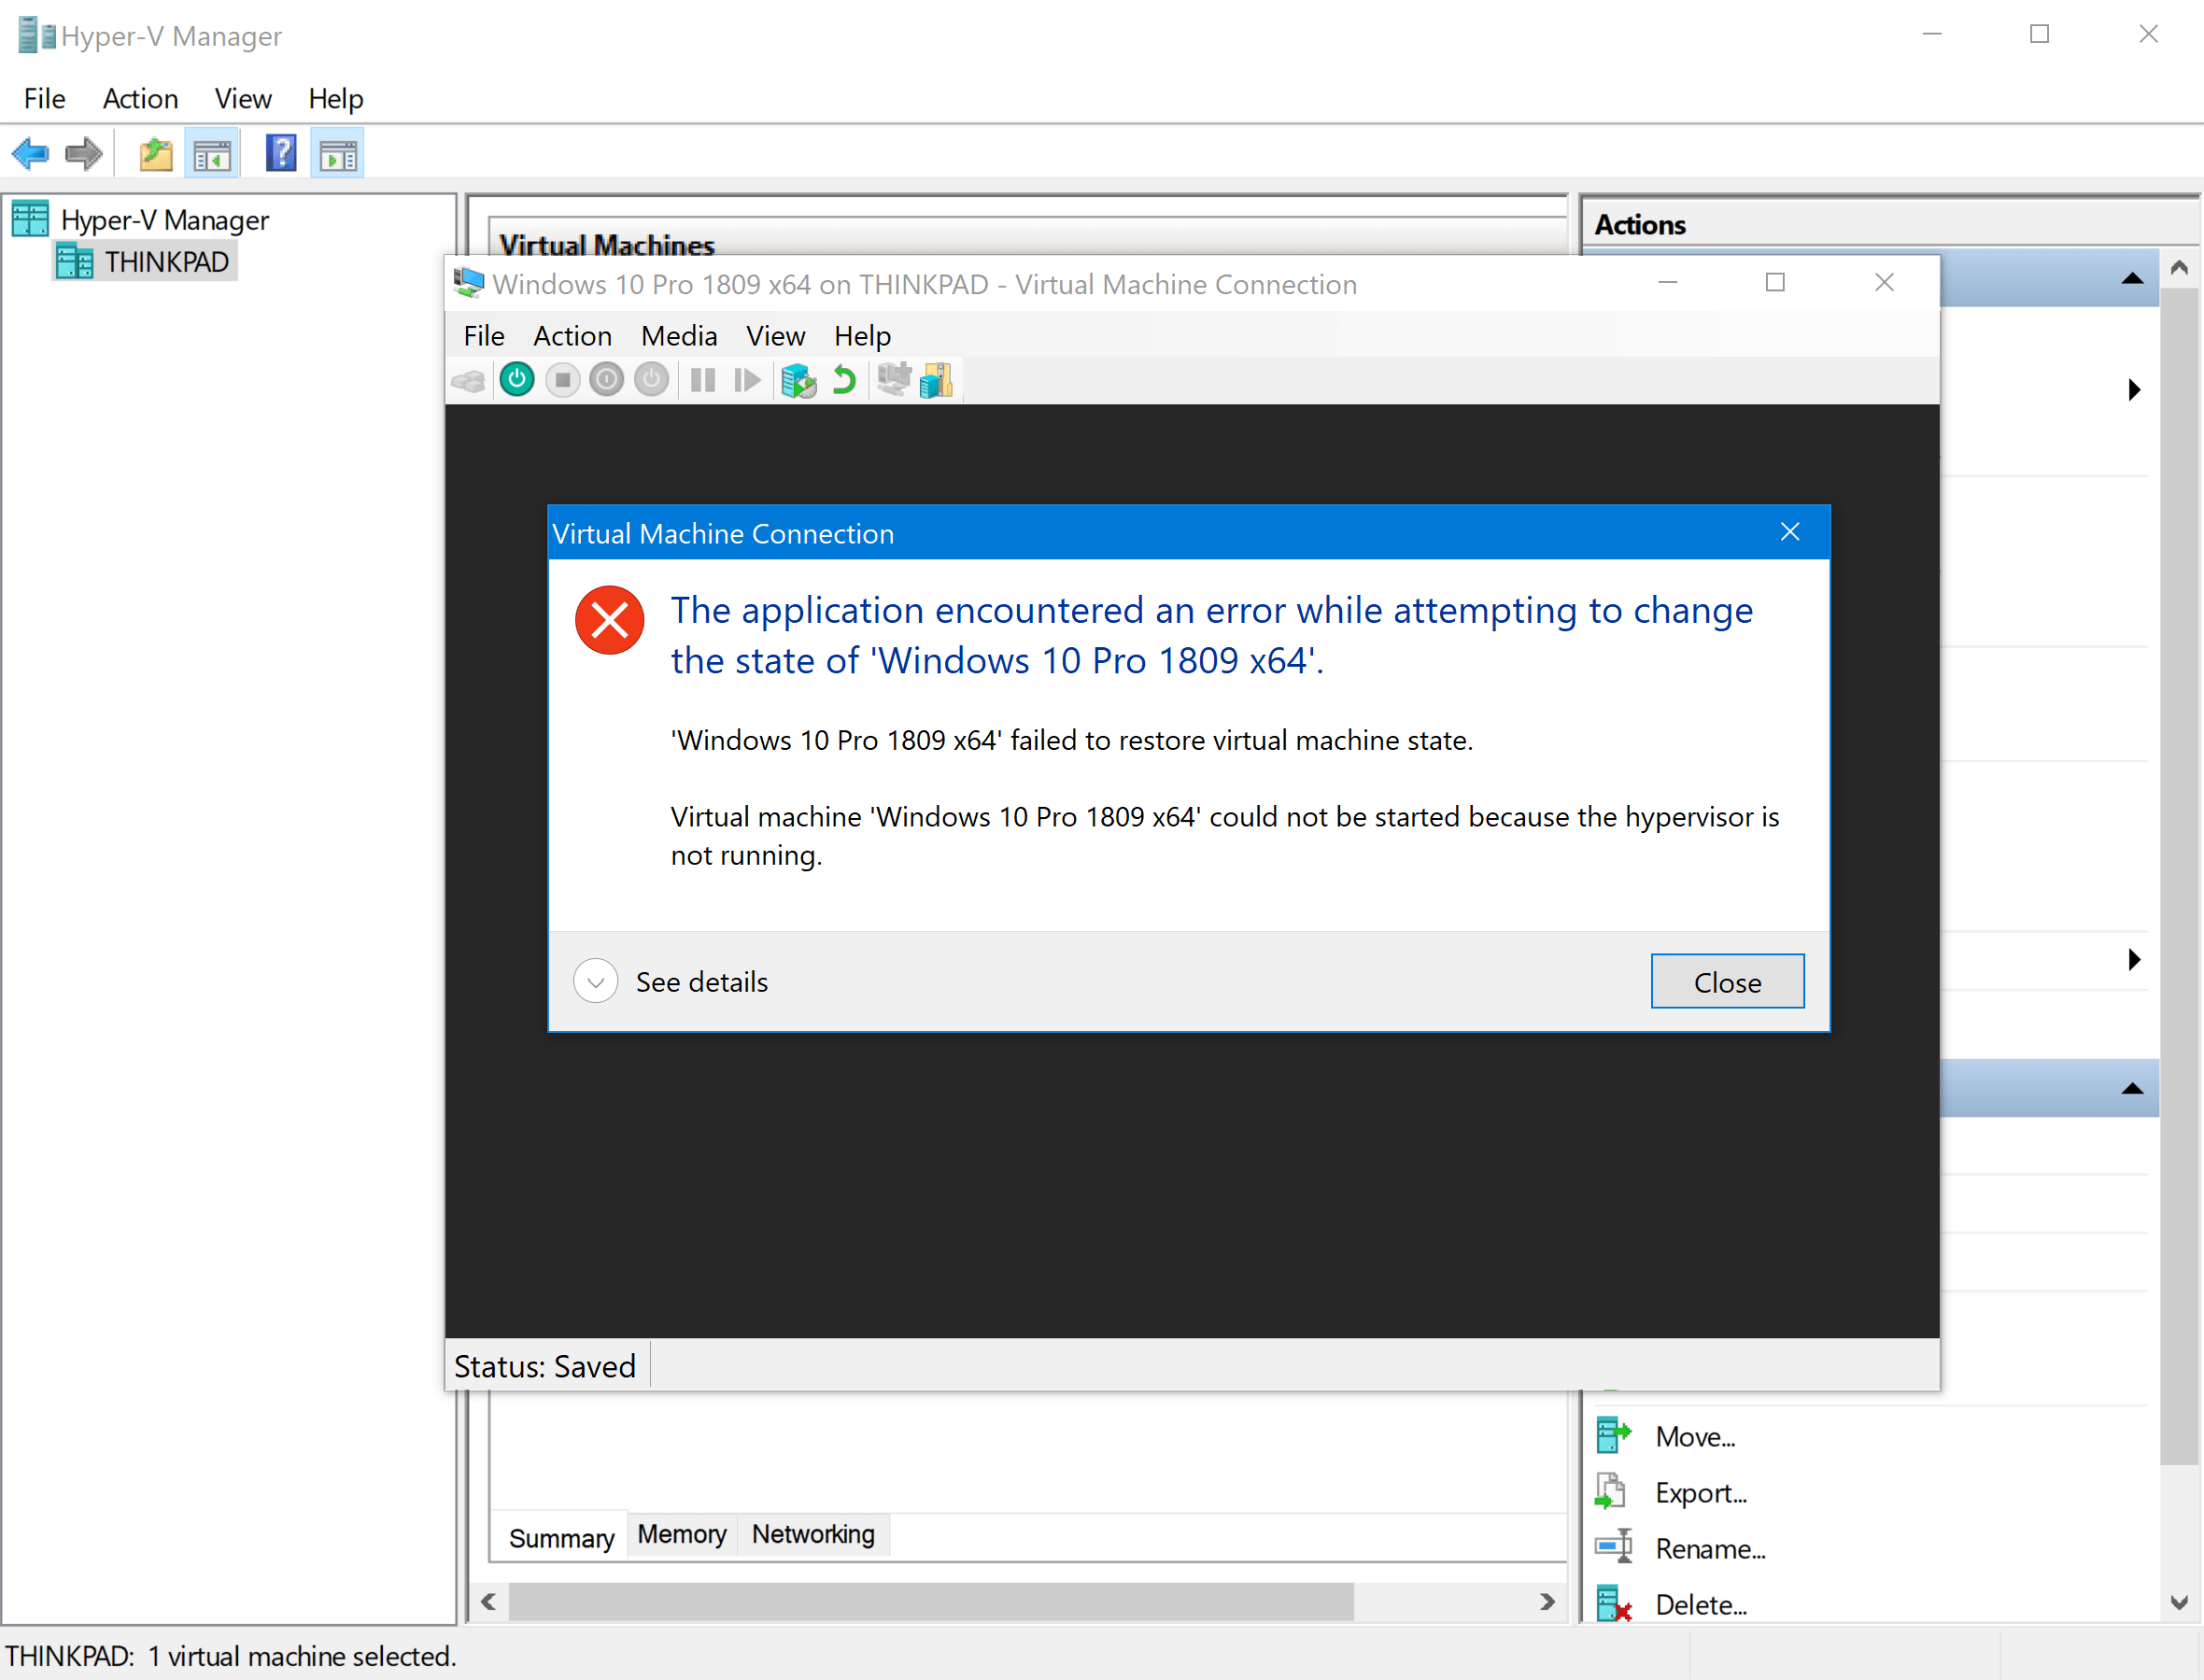 Hyper-V Manager
File Action View Help
Hyper-V Manager
THINKPAD
Virtual Machines
Actions
Windows 10 Pro 1809 x64 on THINKPAD - Virtual Machine Connection
File Action Media View Help
Virtual Machine Connection
The application encountered an error while attempting to change
the state of 'Windows 10 Pro 1809 x64'.
'Windows 10 Pro 1809 x64' failed to restore virtual machine state.
Virtual machine 'Windows 10 Pro 1809 x64' could not be started because the hypervisor is
not running.
See details
Close
Status: Saved
Move...
Export...
Rename...
Delete...
Summary Memory Networking
THINKPAD: 1 virtual machine selected.